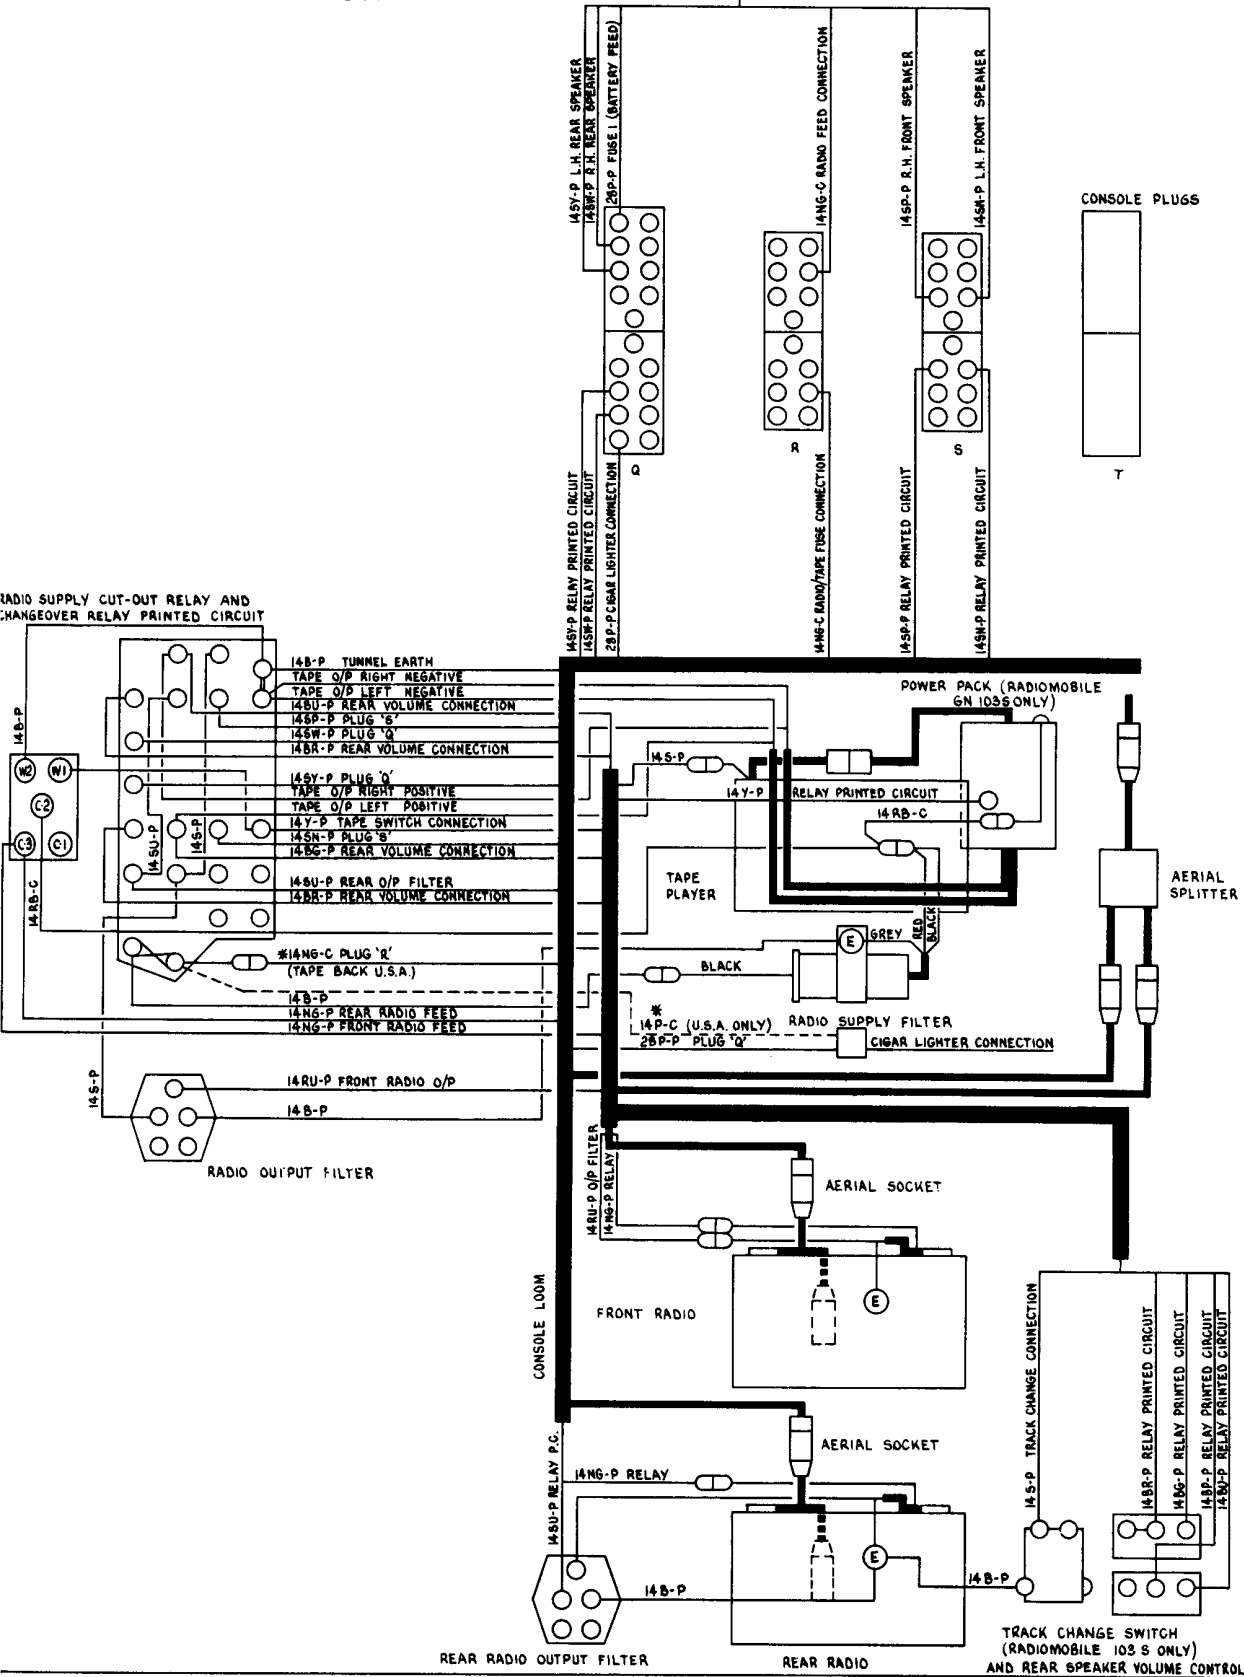 14SY-P L.H. REAR SPEAKER
14SW-P R.H. REAR SPEAKER
28P-P FUSE 1 (BATTERY FEED)
14NG-C RADIO FEED CONNECTION
14SP-P R.H. FRONT SPEAKER
14SN-P L.H. FRONT SPEAKER
CONSOLE PLUGS
Q
R
S
T
14SY-P RELAY PRINTED CIRCUIT
14SW-P RELAY PRINTED CIRCUIT
28P-P CIGAR LIGHTER CONNECTION
14NG-C RADIO/TAPE FUSE CONNECTION
14SP-P RELAY PRINTED CIRCUIT
14SN-P RELAY PRINTED CIRCUIT
RADIO SUPPLY CUT-OUT RELAY AND
CHANGEOVER RELAY PRINTED CIRCUIT
14B-P
W2
W1
C2
C3
C1
14SU-P
14S-P
14RB-C
14B-P TUNNEL EARTH
TAPE O/P RIGHT NEGATIVE
TAPE O/P LEFT NEGATIVE
14BU-P REAR VOLUME CONNECTION
14SP-P PLUG 'S'
14SW-P PLUG 'Q'
14BR-P REAR VOLUME CONNECTION
14SY-P PLUG 'Q'
TAPE O/P RIGHT POSITIVE
TAPE O/P LEFT POSITIVE
14Y-P TAPE SWITCH CONNECTION
14SN-P PLUG 'S'
14BG-P REAR VOLUME CONNECTION
14SU-P REAR O/P FILTER
14BR-P REAR VOLUME CONNECTION
*14NG-C PLUG 'R'
(TAPE BACK U.S.A.)
14B-P
14NG-P REAR RADIO FEED
14NG-P FRONT RADIO FEED
14S-P
14RU-P FRONT RADIO O/P
14B-P
RADIO OUTPUT FILTER
POWER PACK (RADIOMOBILE
GN 103S ONLY)
14S-P
14Y-P RELAY PRINTED CIRCUIT
14RB-C
TAPE
PLAYER
AERIAL
SPLITTER
RED
BLACK
E
GREY
BLACK
RADIO SUPPLY FILTER
*
14P-C (U.S.A. ONLY)
28P-P PLUG 'Q'
CIGAR LIGHTER CONNECTION
14RU-P O/P FILTER
14NG-P RELAY
AERIAL SOCKET
E
FRONT RADIO
CONSOLE LOOM
14S-P TRACK CHANGE CONNECTION
14BR-P RELAY PRINTED CIRCUIT
14BG-P RELAY PRINTED CIRCUIT
14BP-P RELAY PRINTED CIRCUIT
14BU-P RELAY PRINTED CIRCUIT
AERIAL SOCKET
14SU-P RELAY P.C.
14NG-P RELAY
E
14B-P
14B-P
REAR RADIO OUTPUT FILTER
REAR RADIO
TRACK CHANGE SWITCH
(RADIOMOBILE 103 S ONLY)
AND REAR SPEAKER VOLUME CONTROL